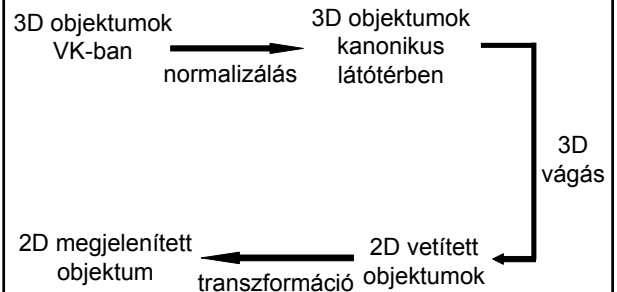 3D objektumok
VK-ban
normalizálás
3D objektumok
kanonikus
látótérben
3D
vágás
2D vetített
objektumok
transzformáció
2D megjelenített
objektum